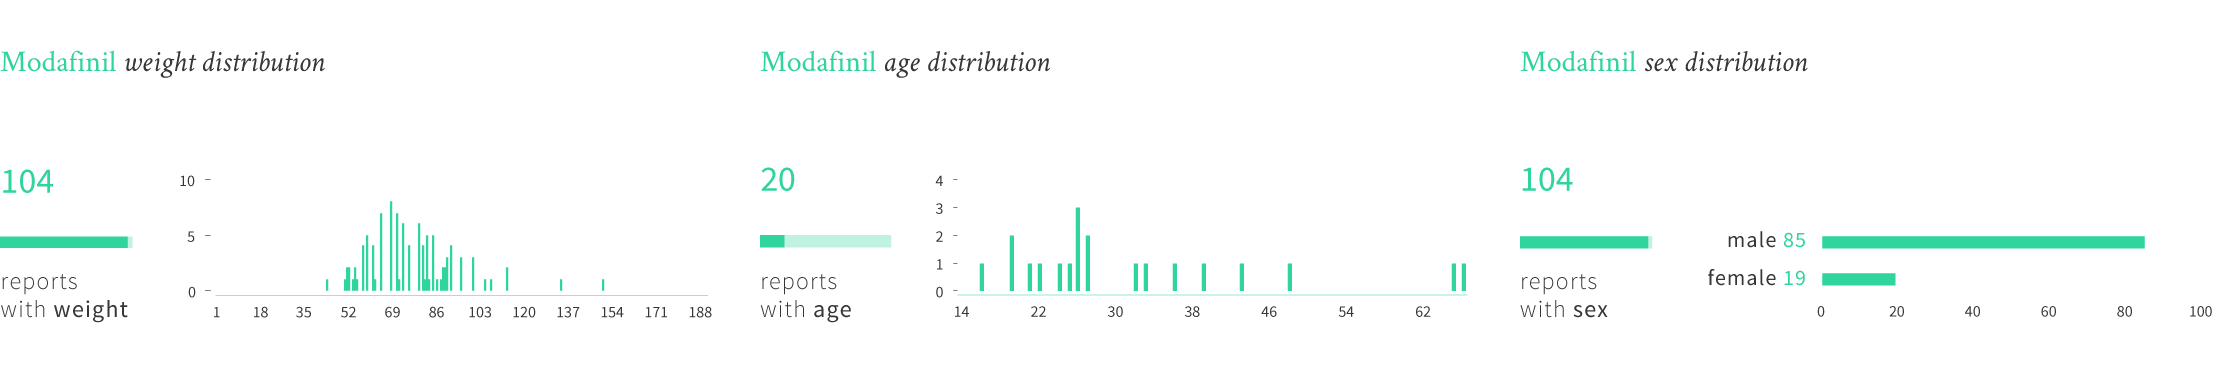 Modafinil weight distribution
104
reports
with weight
10
5
0
1 18 35 52 69 86 103 120 137 154 171 188
Modafinil age distribution
20
reports
with age
4
3
2
1
0
14 22 30 38 46 54 62
Modafinil sex distribution
104
reports
with sex
male 85
female 19
0 20 40 60 80 100